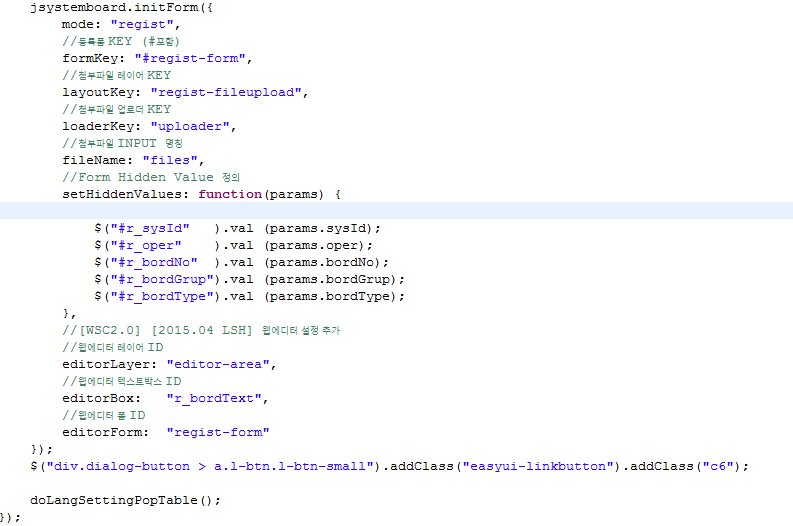 jsystemboard.initForm({
    mode: "regist",
    //등록폼 KEY (#포함)
    formKey: "#regist-form",
    //첨부파일 레이어 KEY
    layoutKey: "regist-fileupload",
    //첨부파일 업로더 KEY
    loaderKey: "uploader",
    //첨부파일 INPUT 명칭
    fileName: "files",
    //Form Hidden Value 정의
    setHiddenValues: function(params) {
        $("#r_sysId"   ).val (params.sysId);
        $("#r_oper"    ).val (params.oper);
        $("#r_bordNo"  ).val (params.bordNo);
        $("#r_bordGrup").val (params.bordGrup);
        $("#r_bordType").val (params.bordType);
    },
    //[WSC2.0] [2015.04 LSH] 웹에디터 설정 추가
    //웹에디터 레이어 ID
    editorLayer: "editor-area",
    //웹에디터 텍스트박스 ID
    editorBox:   "r_bordText",
    //웹에디터 폼 ID
    editorForm:  "regist-form"
});
$("div.dialog-button > a.l-btn.l-btn-small").addClass("easyui-linkbutton").addClass("c6");
doLangSettingPopTable();
});